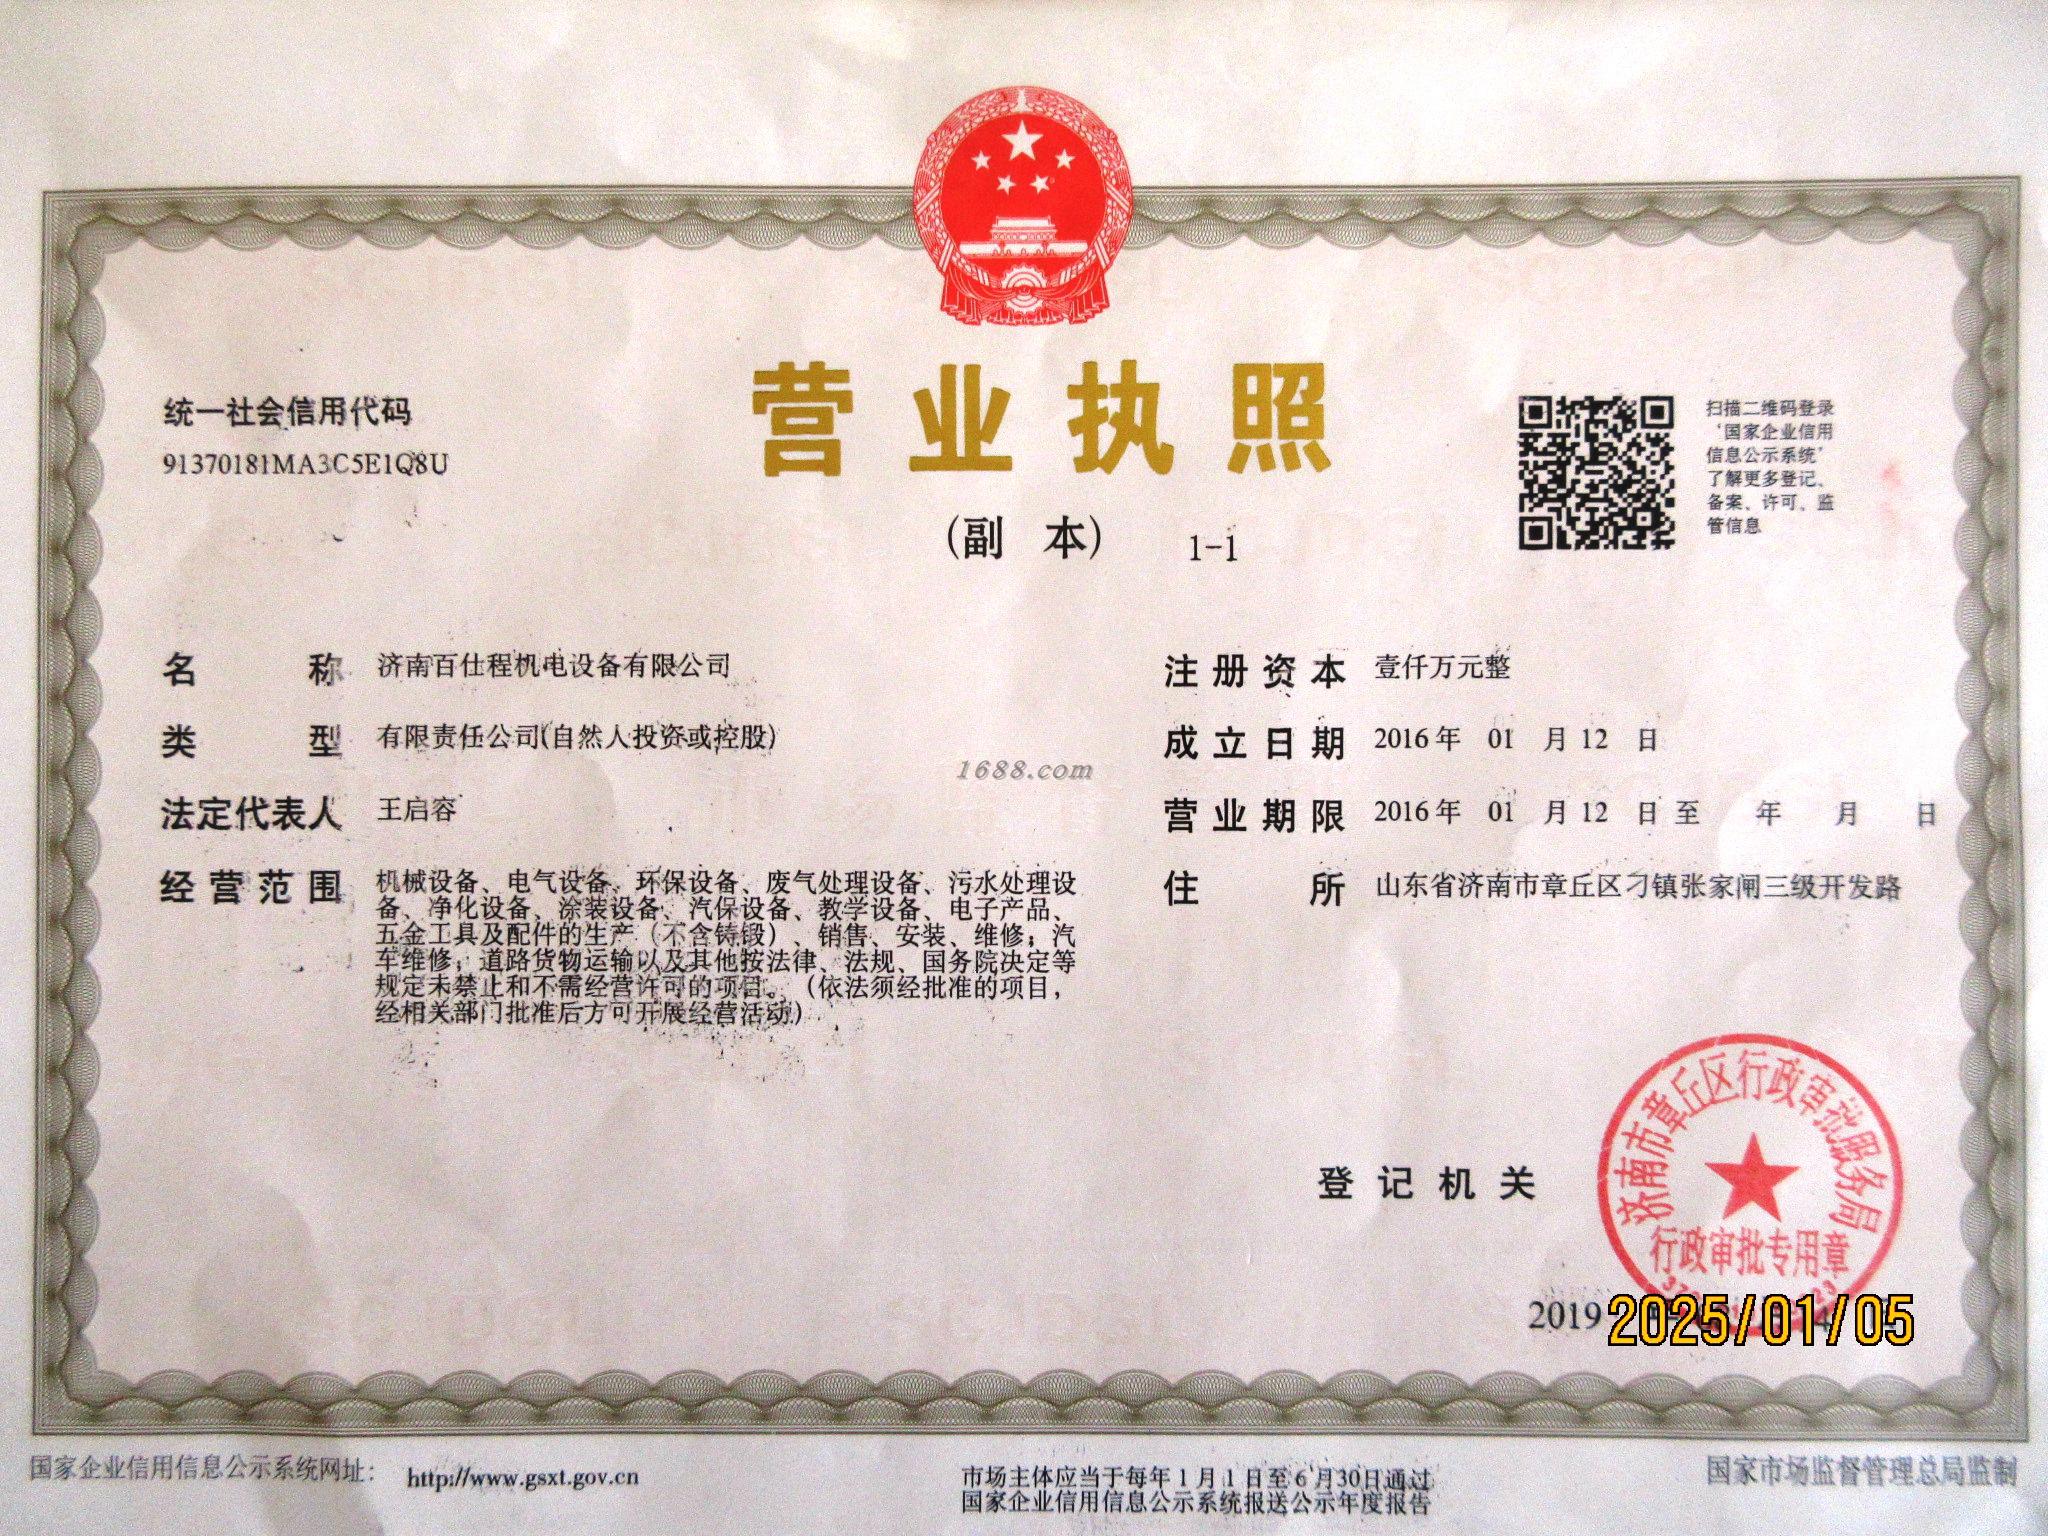 营业执照
(副 本) 1-1
统一社会信用代码
91370181MA3C5E1Q8U
扫描二维码登录
‘国家企业信用
信息公示系统’
了解更多登记、
备案、许可、监
管信息
名 称 济南百仕程机电设备有限公司
类 型 有限责任公司(自然人投资或控股)
法定代表人 王启容
经营范围 机械设备、电气设备、环保设备、废气处理设备、污水处理设
备、净化设备、涂装设备、汽保设备、教学设备、电子产品、
五金工具及配件的生产（不含铸锻）、销售、安装、维修；汽
车维修；道路货物运输以及其他按法律、法规、国务院决定等
规定未禁止和不需经营许可的项目。（依法须经批准的项目，
经相关部门批准后方可开展经营活动）
注册资本 壹仟万元整
成立日期 2016年 01 月 12 日
营业期限 2016年 01 月 12 日 至 年 月 日
住 所 山东省济南市章丘区刁镇张家闸三级开发路
1688.com
登记机关
济南市章丘区行政审批服务局
行政审批专用章
2019
2025/01/05
国家企业信用信息公示系统网址： http://www.gsxt.gov.cn
市场主体应当于每年1月1日至6月30日通过
国家企业信用信息公示系统报送公示年度报告
国家市场监督管理总局监制